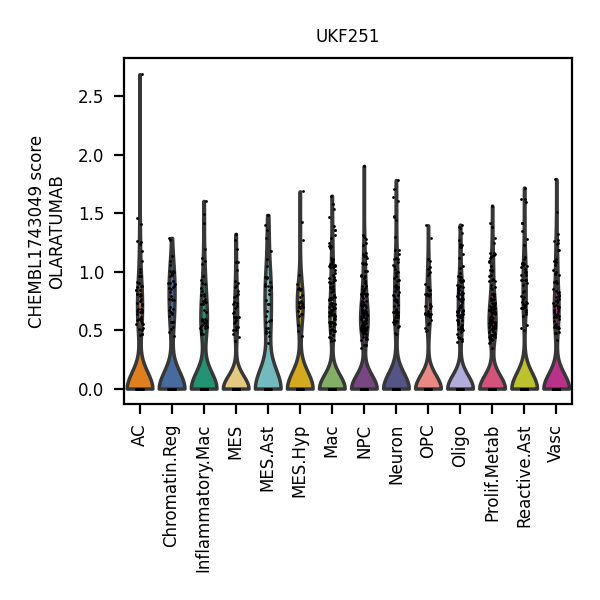 UKF251
CHEMBL1743049 score
OLARATUMAB
2.5
2.0
1.5
1.0
0.5
0.0
AC
Chromatin.Reg
Inflammatory.Mac
MES
MES.Ast
MES.Hyp
Mac
NPC
Neuron
OPC
Oligo
Prolif.Metab
Reactive.Ast
Vasc